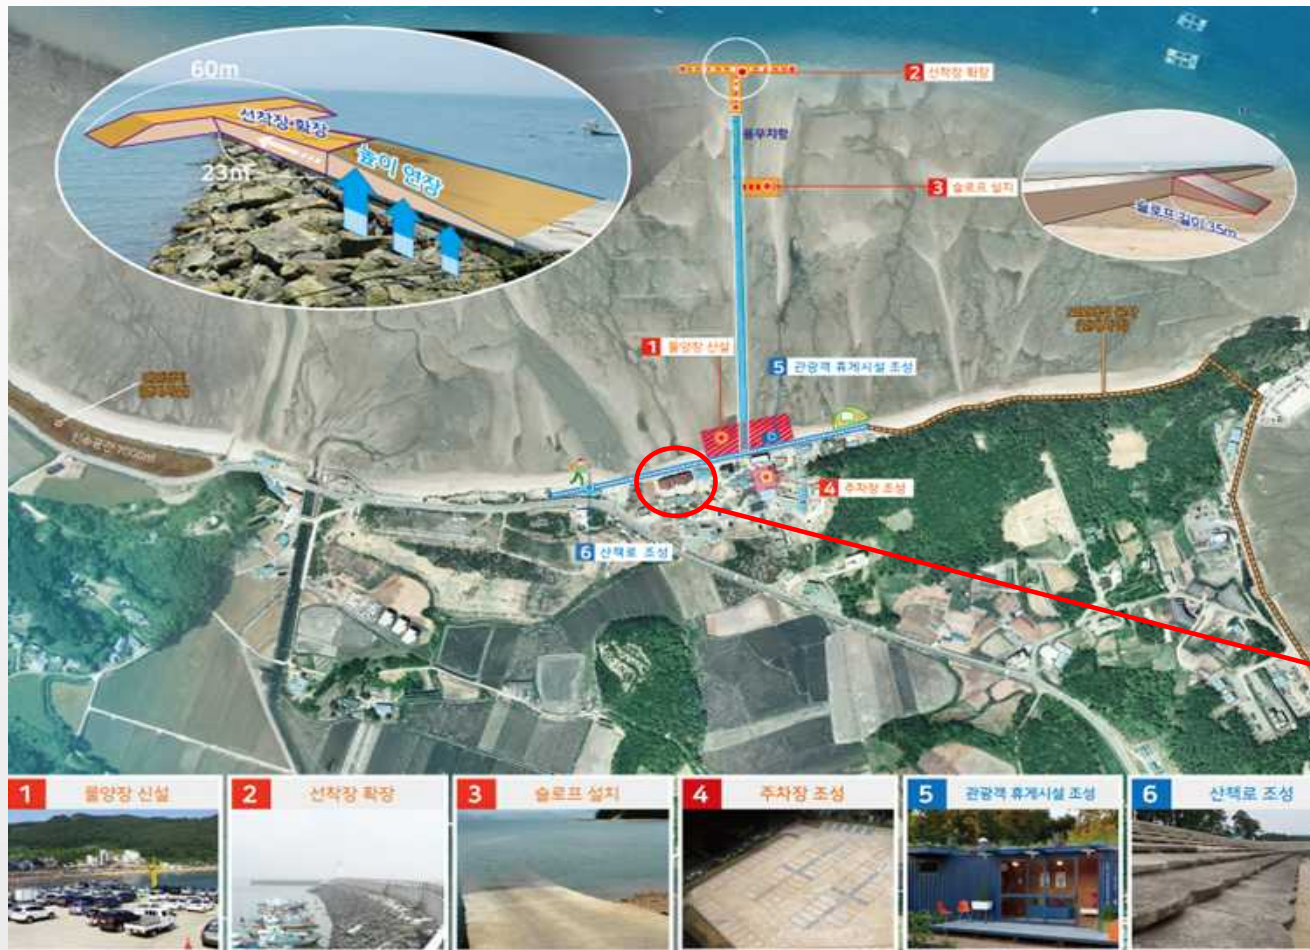 60m
선착장 확장
높이 연장
23m
2 선착장 확장
3 슬로프 설치
슬로프 길이 35m
1 물양장 신설
5 관광객 휴게시설 조성
4 주차장 조성
6 산책로 조성
1 물양장 신설
2 선착장 확장
3 슬로프 설치
4 주차장 조성
5 관광객 휴게시설 조성
6 산책로 조성